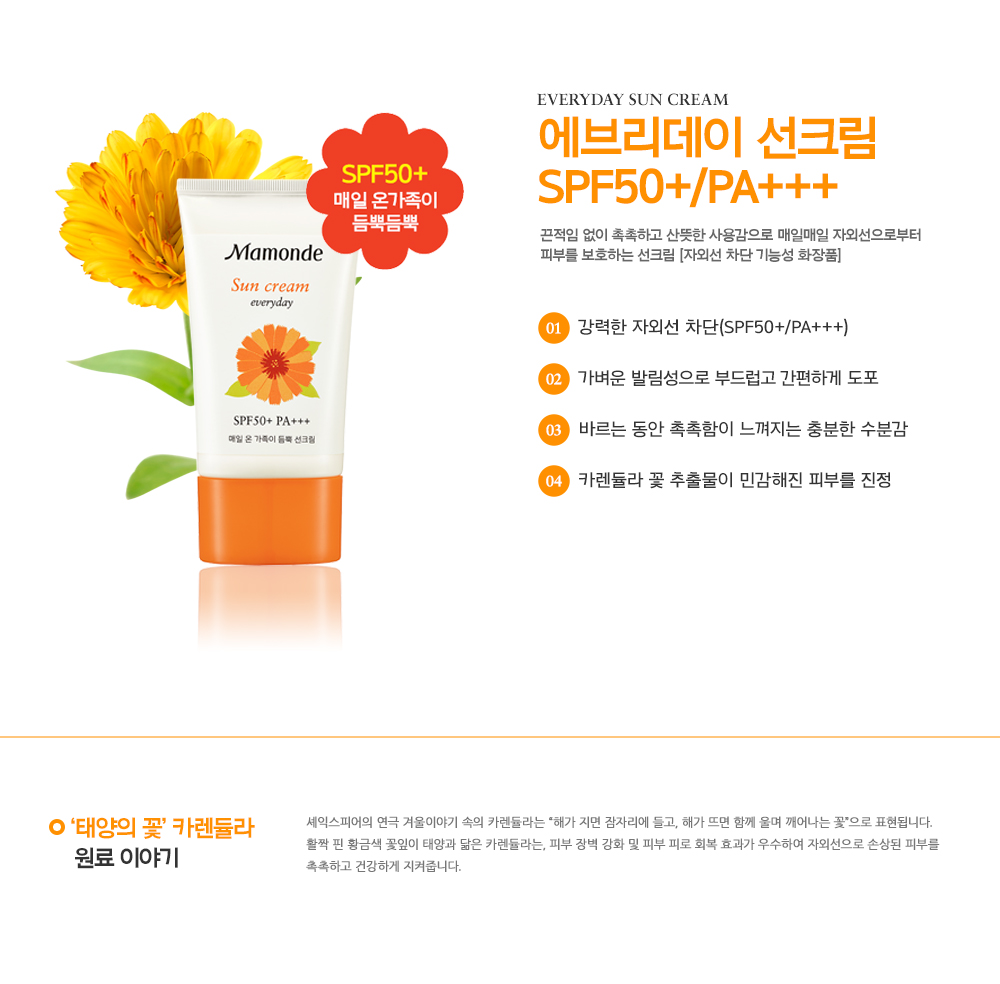 EVERYDAY SUN CREAM
에브리데이 선크림
SPF50+/PA+++
끈적임 없이 촉촉하고 산뜻한 사용감으로 매일매일 자외선으로부터
피부를 보호하는 선크림 [자외선 차단 기능성 화장품]
01 강력한 자외선 차단(SPF50+/PA+++)
02 가벼운 발림성으로 부드럽고 간편하게 도포
03 바르는 동안 촉촉함이 느껴지는 충분한 수분감
04 카렌듈라 꽃 추출물이 민감해진 피부를 진정
SPF50+
매일 온가족이
듬뿍듬뿍
Mamonde
Sun cream
everyday
SPF50+ PA+++
매일 온 가족이 듬뿍 선크림
‘태양의 꽃’ 카렌듈라
원료 이야기
셰익스피어의 연극 겨울이야기 속의 카렌듈라는 “해가 지면 잠자리에 들고, 해가 뜨면 함께 울며 깨어나는 꽃”으로 표현됩니다.
활짝 핀 황금색 꽃잎이 태양과 닮은 카렌듈라는, 피부 장벽 강화 및 피부 피로 회복 효과가 우수하여 자외선으로 손상된 피부를
촉촉하고 건강하게 지켜줍니다.